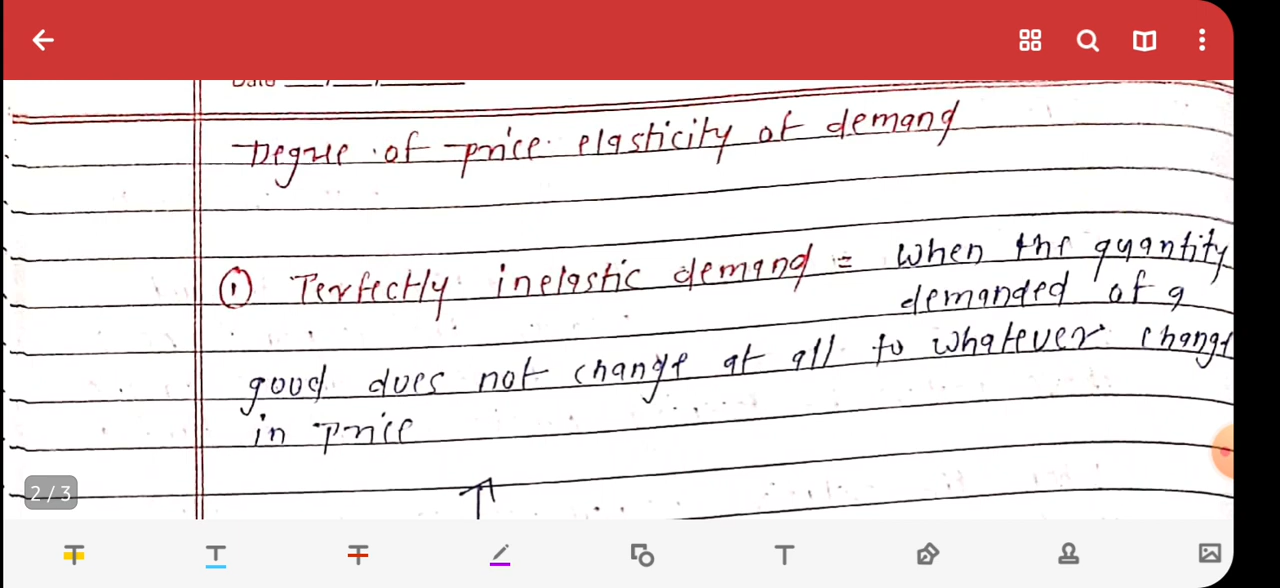 Degree of price elasticity of demand
① Perfectly inelastic demand = when the quantity
demanded of a
good does not change at all to whatever change
in price
2 / 3
T
T
T
T